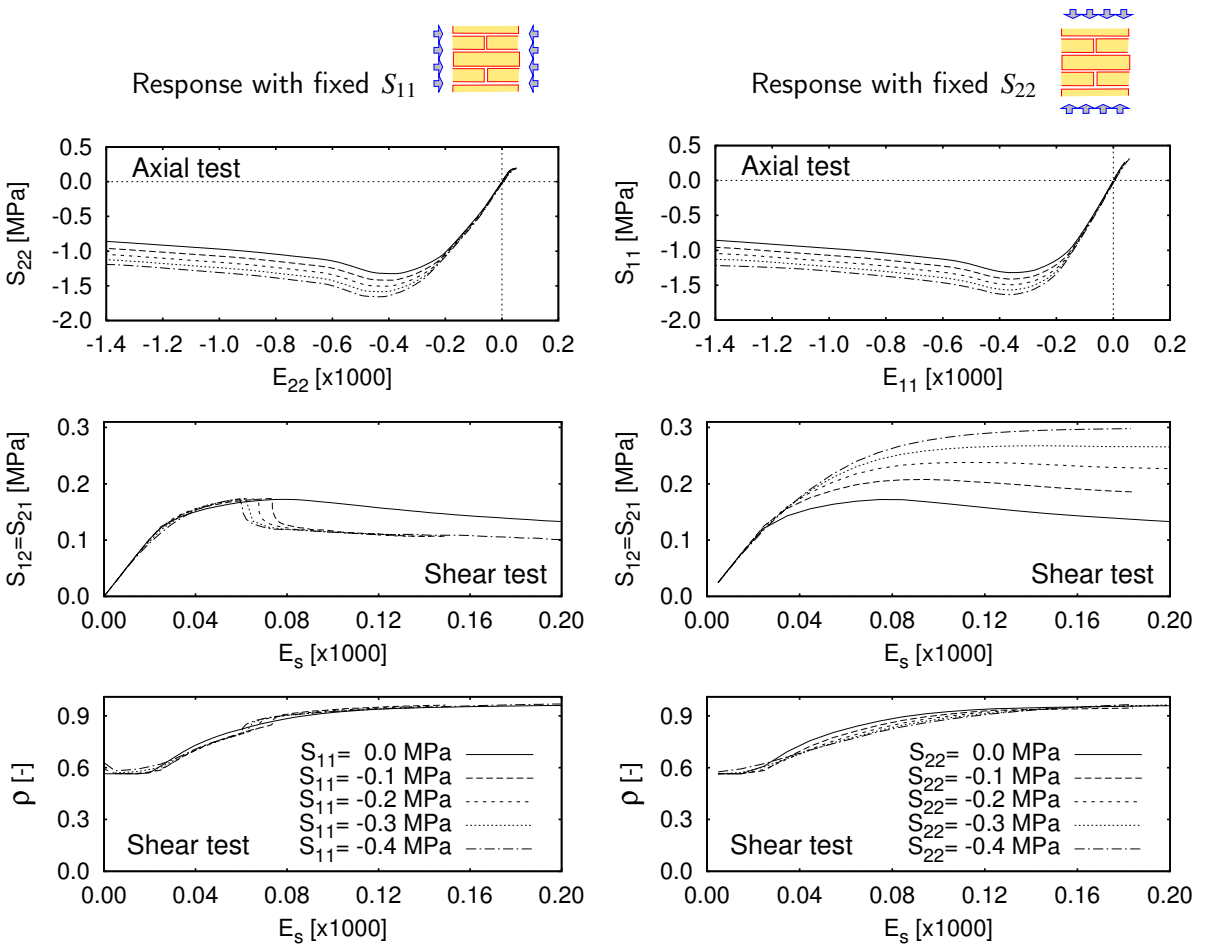 Response with fixed S11
Response with fixed S22
Axial test
S22 [MPa]
0.5
0.0
-0.5
-1.0
-1.5
-2.0
-1.4 -1.2 -1.0 -0.8 -0.6 -0.4 -0.2 0.0 0.2
E22 [x1000]
Axial test
S11 [MPa]
0.5
0.0
-0.5
-1.0
-1.5
-2.0
-1.4 -1.2 -1.0 -0.8 -0.6 -0.4 -0.2 0.0 0.2
E11 [x1000]
S12=S21 [MPa]
0.3
0.2
0.1
0.0
Shear test
0.00 0.04 0.08 0.12 0.16 0.20
Es [x1000]
S12=S21 [MPa]
0.3
0.2
0.1
0.0
Shear test
0.00 0.04 0.08 0.12 0.16 0.20
Es [x1000]
ρ [-]
0.9
0.6
0.3
0.0
S11= 0.0 MPa
S11= -0.1 MPa
S11= -0.2 MPa
S11= -0.3 MPa
S11= -0.4 MPa
Shear test
0.00 0.04 0.08 0.12 0.16 0.20
Es [x1000]
ρ [-]
0.9
0.6
0.3
0.0
S22= 0.0 MPa
S22= -0.1 MPa
S22= -0.2 MPa
S22= -0.3 MPa
S22= -0.4 MPa
Shear test
0.00 0.04 0.08 0.12 0.16 0.20
Es [x1000]